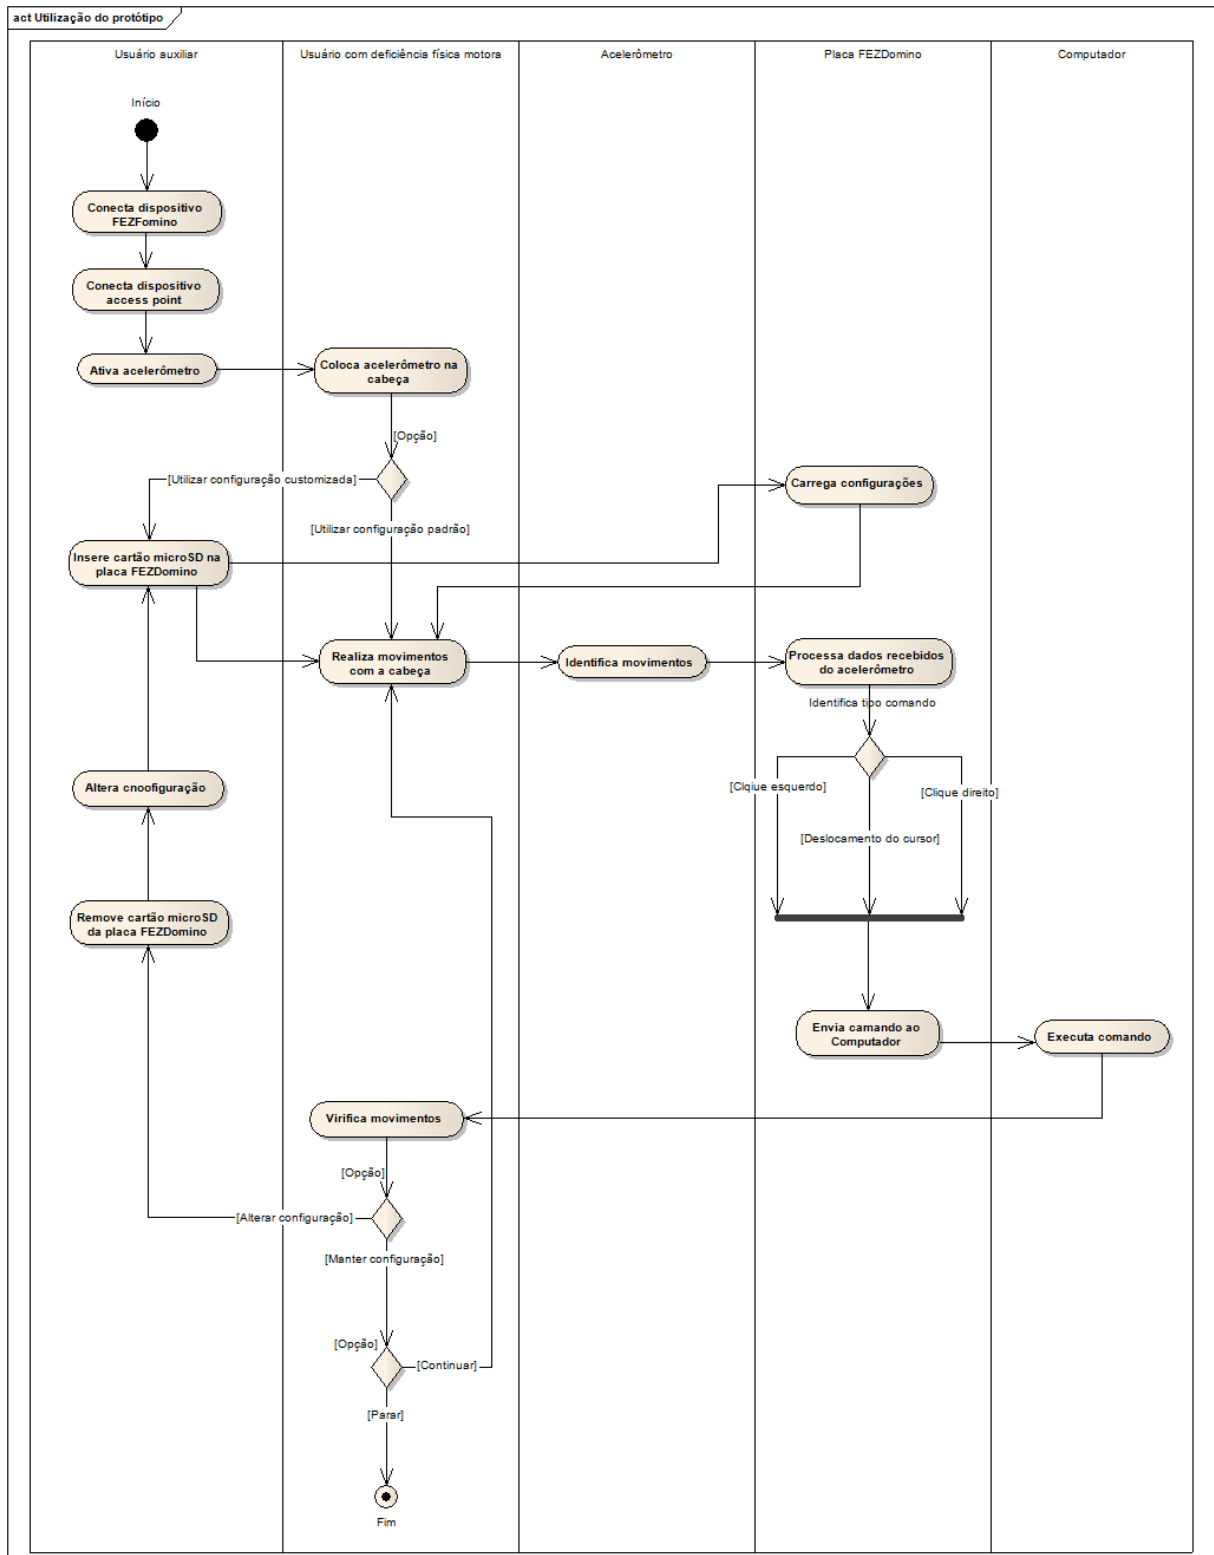 act Utilização do protótipo
Usuário auxiliar
Usuário com deficiência física motora
Acelerômetro
Placa FEZDomino
Computador
Início
Conecta dispositivo
FEZFomino
Conecta dispositivo
access point
Ativa acelerômetro
Coloca acelerômetro na
cabeça
[Opção]
[Utilizar configuração customizada]
Carrega configurações
[Utilizar configuração padrão]
Insere cartão microSD na
placa FEZDomino
Realiza movimentos
com a cabeça
Identifica movimentos
Processa dados recebidos
do acelerômetro
Identifica tipo comando
[Clqiue esquerdo]
[Clique direito]
[Deslocamento do cursor]
Altera cnoofiguração
Remove cartão microSD
da placa FEZDomino
Envia camando ao
Computador
Executa comando
Virifica movimentos
[Opção]
[Alterar configuração]
[Manter configuração]
[Opção]
[Continuar]
[Parar]
Fim